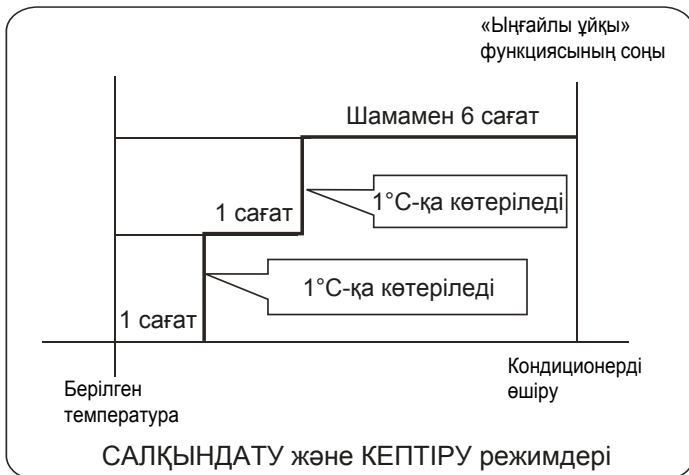 «Ыңғайлы ұйқы»
функциясының соңы
Шамамен 6 сағат
1°C-қа көтеріледі
1 сағат
1°C-қа көтеріледі
1 сағат
Берілген
температура
Кондиционерді
өшіру
САЛҚЫНДАТУ және КЕПТІРУ режимдері